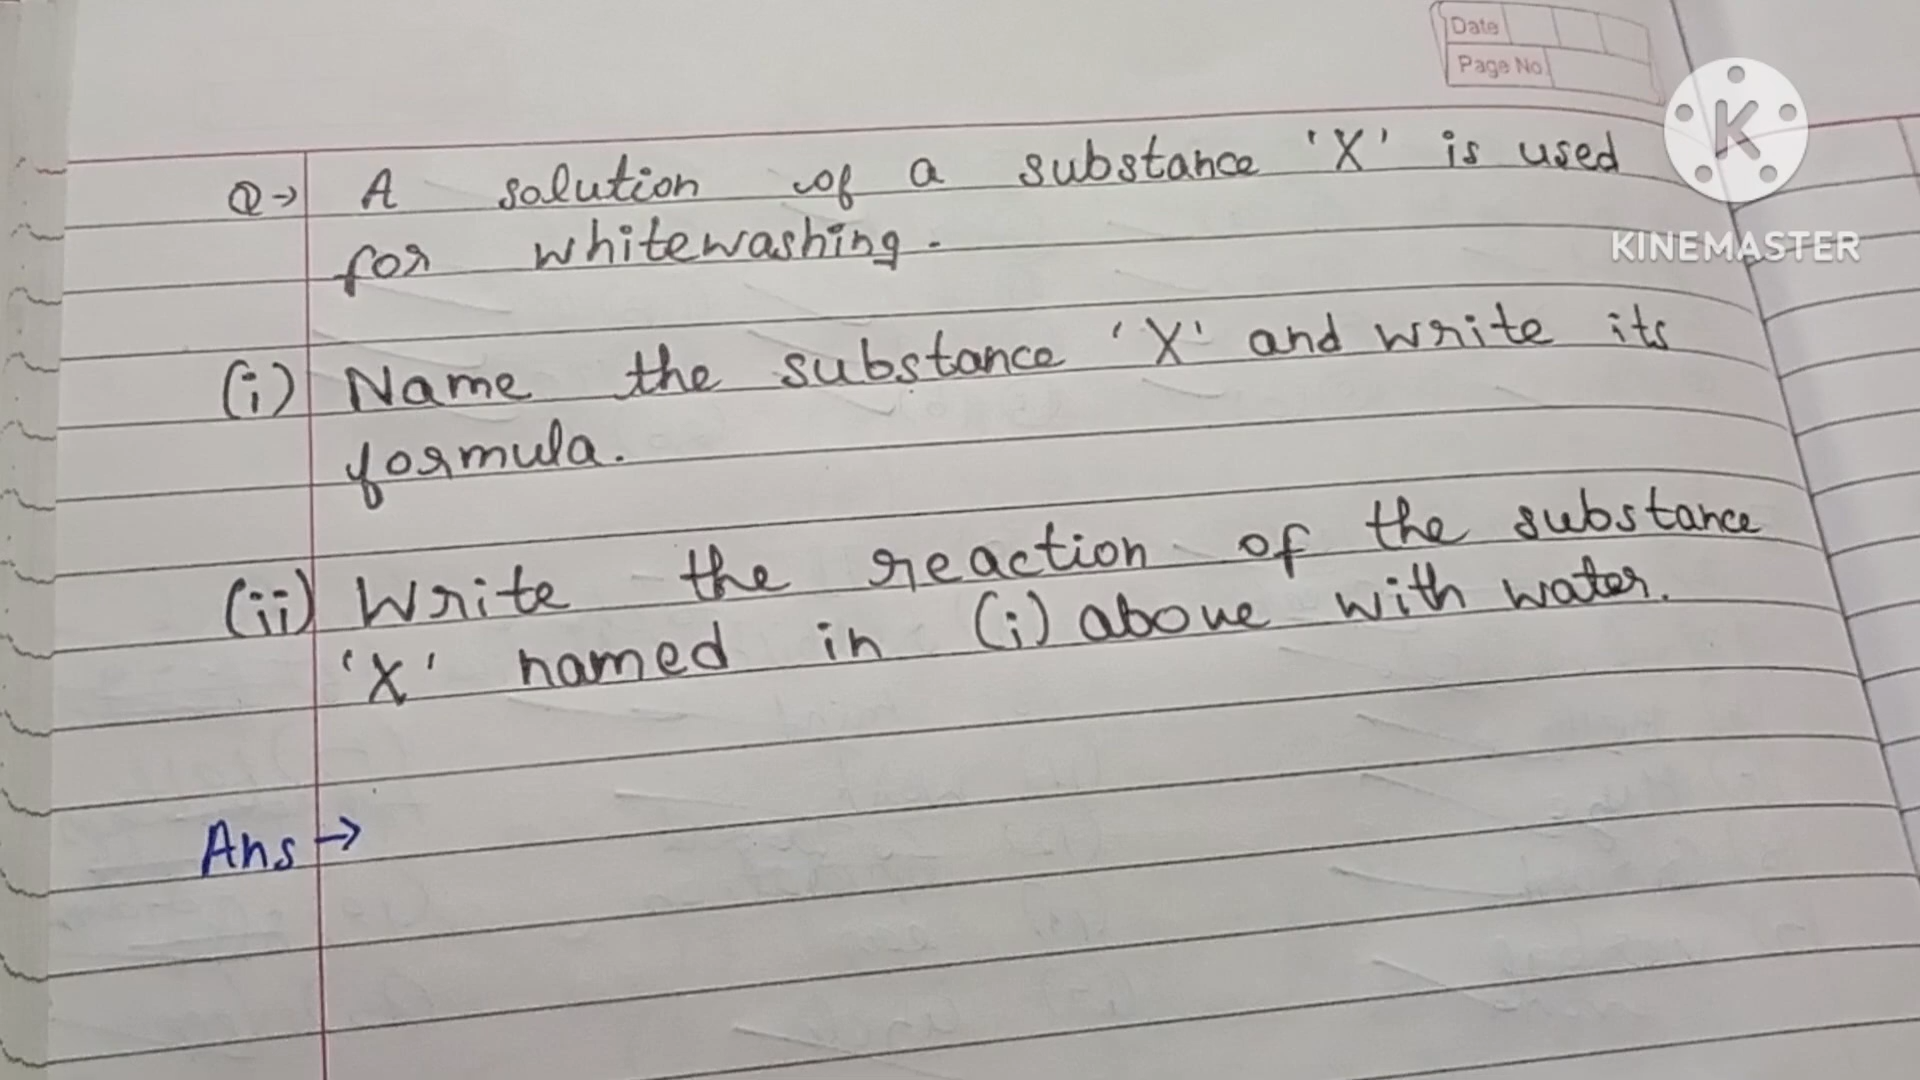 Date
Page No.
K
KINEMASTER
Q→ A solution of a substance 'X' is used
for whitewashing.
(i) Name the substance 'X' and write its
formula.
(ii) Write the reaction of the substance
'X' named in (i) above with water.
Ans →